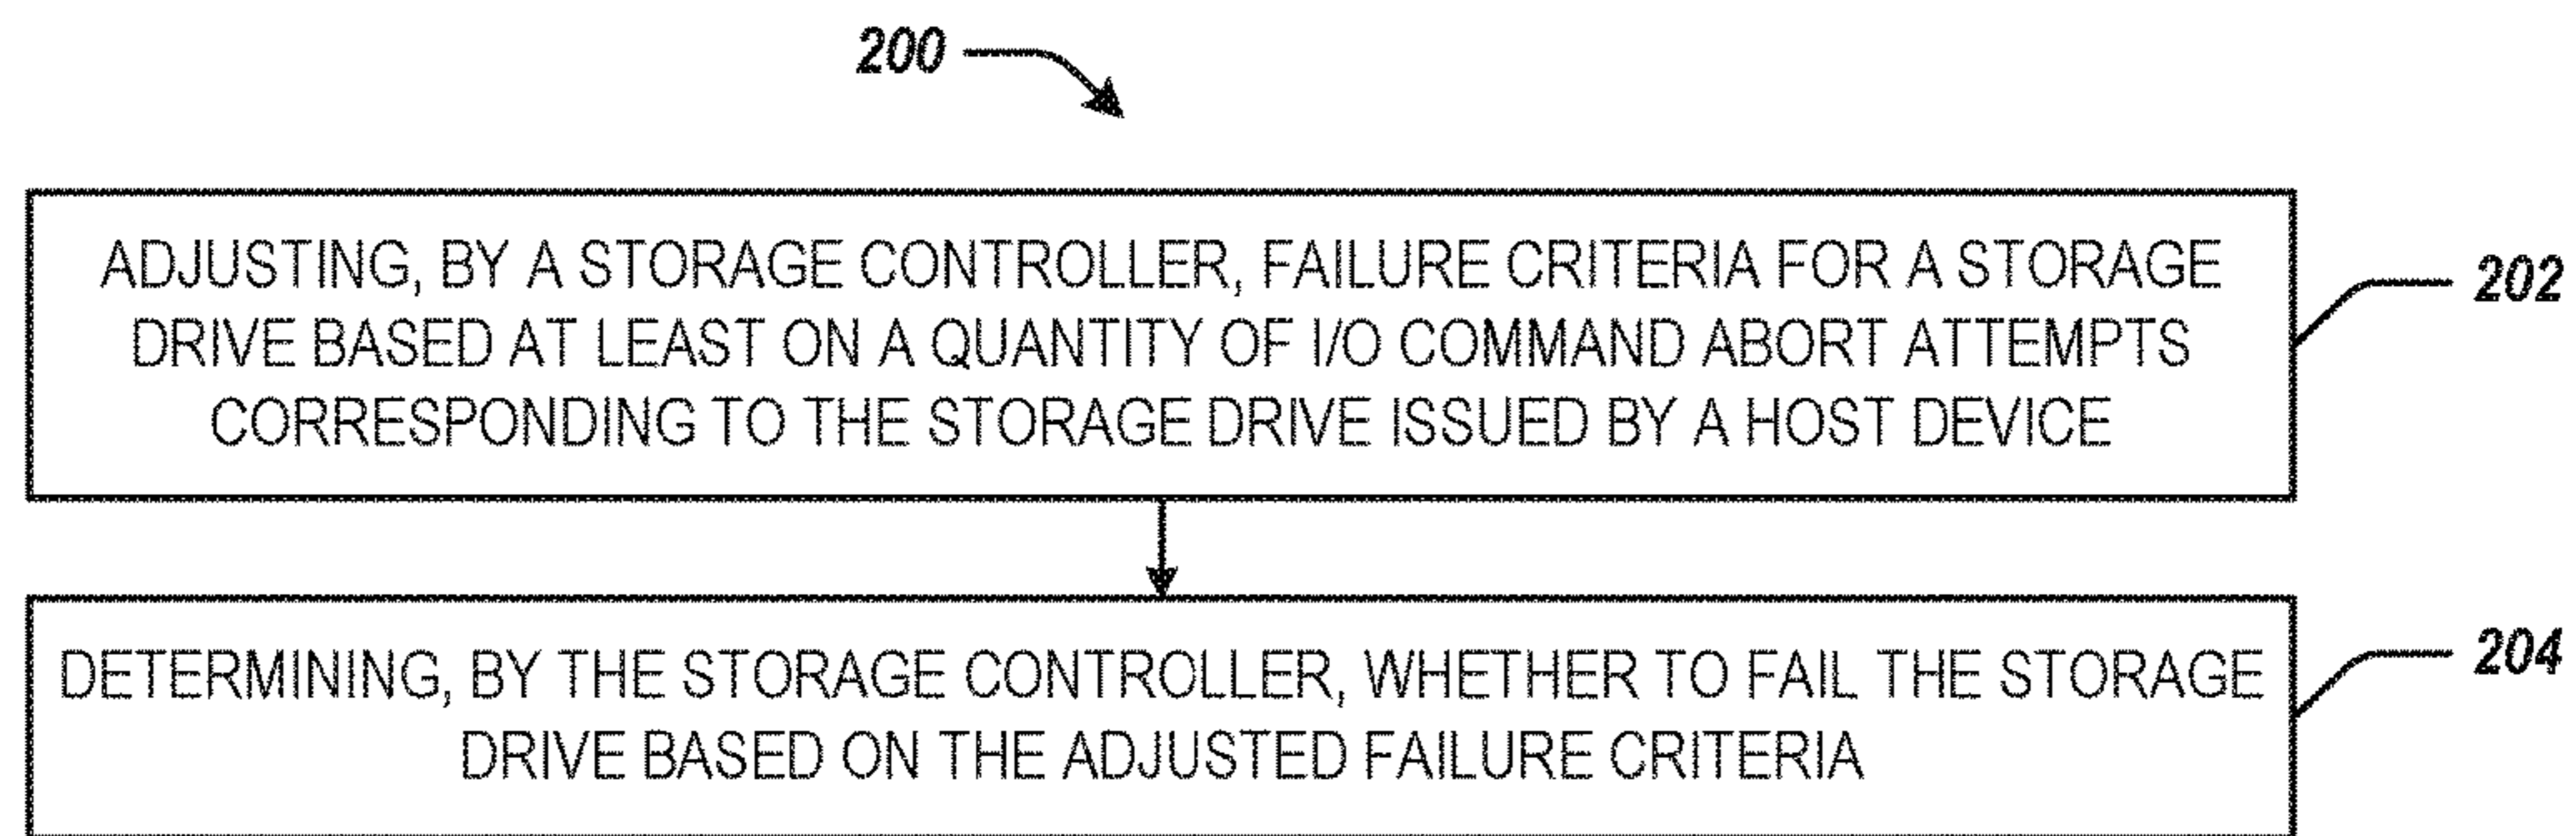 200
ADJUSTING, BY A STORAGE CONTROLLER, FAILURE CRITERIA FOR A STORAGE
DRIVE BASED AT LEAST ON A QUANTITY OF I/O COMMAND ABORT ATTEMPTS
CORRESPONDING TO THE STORAGE DRIVE ISSUED BY A HOST DEVICE
202
DETERMINING, BY THE STORAGE CONTROLLER, WHETHER TO FAIL THE STORAGE
DRIVE BASED ON THE ADJUSTED FAILURE CRITERIA
204